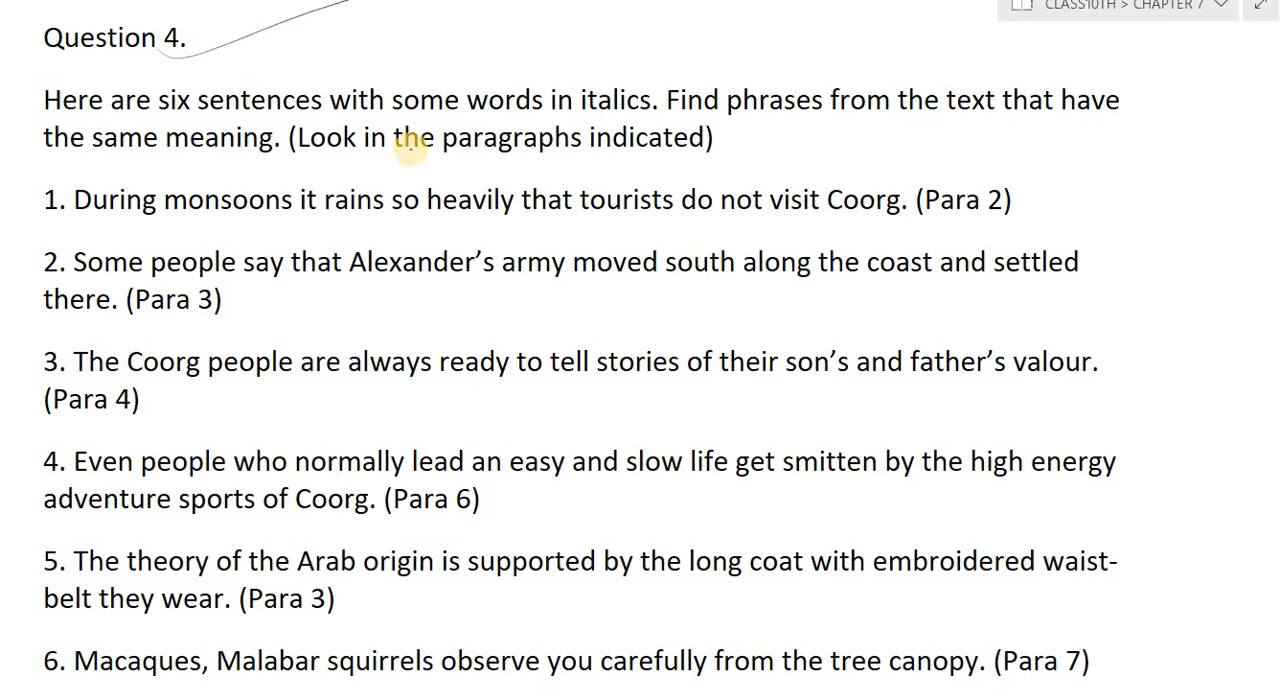 CLASS10TH > CHAPTER 7
Question 4.
Here are six sentences with some words in italics. Find phrases from the text that have
the same meaning. (Look in the paragraphs indicated)
1. During monsoons it rains so heavily that tourists do not visit Coorg. (Para 2)
2. Some people say that Alexander’s army moved south along the coast and settled
there. (Para 3)
3. The Coorg people are always ready to tell stories of their son’s and father’s valour.
(Para 4)
4. Even people who normally lead an easy and slow life get smitten by the high energy
adventure sports of Coorg. (Para 6)
5. The theory of the Arab origin is supported by the long coat with embroidered waist-
belt they wear. (Para 3)
6. Macaques, Malabar squirrels observe you carefully from the tree canopy. (Para 7)